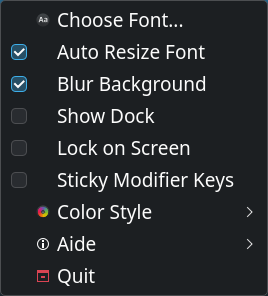 Choose Font...
Auto Resize Font
Blur Background
Show Dock
Lock on Screen
Sticky Modifier Keys
Color Style
Aide
Quit